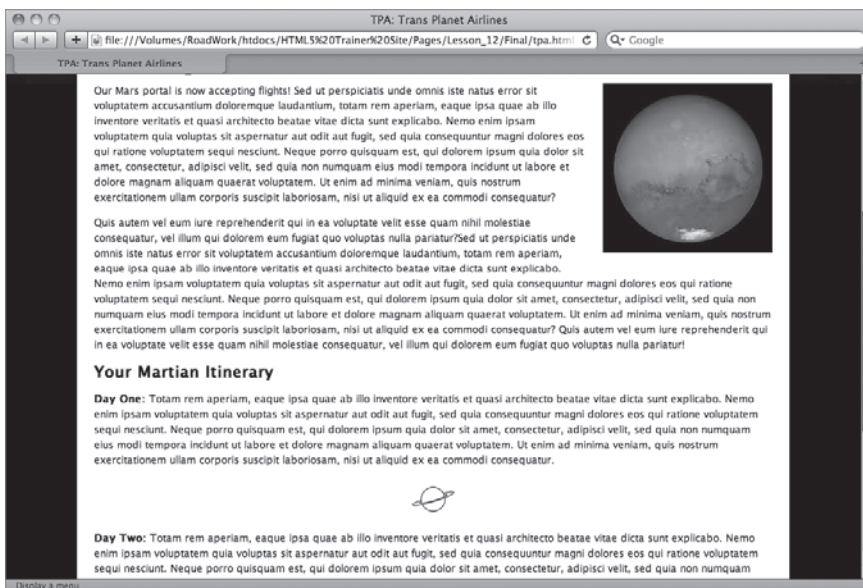 TPA: Trans Planet Airlines
file:///Volumes/RoadWork/htdocs/HTML5%20Trainer%20Site/Pages/Lesson_12/Final/tpa.html
Google
TPA: Trans Planet Airlines
Our Mars portal is now accepting flights! Sed ut perspiciatis unde omnis iste natus error sit
voluptatem accusantium doloremque laudantium, totam rem aperiam, eaque ipsa quae ab illo
inventore veritatis et quasi architecto beatae vitae dicta sunt explicabo. Nemo enim ipsam
voluptatem quia voluptas sit aspernatur aut odit aut fugit, sed quia consequuntur magni dolores eos
qui ratione voluptatem sequi nesciunt. Neque porro quisquam est, qui dolorem ipsum quia dolor sit
amet, consectetur, adipisci velit, sed quia non numquam eius modi tempora incidunt ut labore et
dolore magnam aliquam quaerat voluptatem. Ut enim ad minima veniam, quis nostrum
exercitationem ullam corporis suscipit laboriosam, nisi ut aliquid ex ea commodi consequatur?
Quis autem vel eum iure reprehenderit qui in ea voluptate velit esse quam nihil molestiae
consequatur, vel illum qui dolorem eum fugiat quo voluptas nulla pariatur?Sed ut perspiciatis unde
omnis iste natus error sit voluptatem accusantium doloremque laudantium, totam rem aperiam,
eaque ipsa quae ab illo inventore veritatis et quasi architecto beatae vitae dicta sunt explicabo.
Nemo enim ipsam voluptatem quia voluptas sit aspernatur aut odit aut fugit, sed quia consequuntur magni dolores eos qui ratione
voluptatem sequi nesciunt. Neque porro quisquam est, qui dolorem ipsum quia dolor sit amet, consectetur, adipisci velit, sed quia non
numquam eius modi tempora incidunt ut labore et dolore magnam aliquam quaerat voluptatem. Ut enim ad minima veniam, quis nostrum
exercitationem ullam corporis suscipit laboriosam, nisi ut aliquid ex ea commodi consequatur? Quis autem vel eum iure reprehenderit qui
in ea voluptate velit esse quam nihil molestiae consequatur, vel illum qui dolorem eum fugiat quo voluptas nulla pariatur!
Your Martian Itinerary
Day One: Totam rem aperiam, eaque ipsa quae ab illo inventore veritatis et quasi architecto beatae vitae dicta sunt explicabo. Nemo
enim ipsam voluptatem quia voluptas sit aspernatur aut odit aut fugit, sed quia consequuntur magni dolores eos qui ratione voluptatem
sequi nesciunt. Neque porro quisquam est, qui dolorem ipsum quia dolor sit amet, consectetur, adipisci velit, sed quia non numquam
eius modi tempora incidunt ut labore et dolore magnam aliquam quaerat voluptatem. Ut enim ad minima veniam, quis nostrum
exercitationem ullam corporis suscipit laboriosam, nisi ut aliquid ex ea commodi consequatur.
Day Two: Totam rem aperiam, eaque ipsa quae ab illo inventore veritatis et quasi architecto beatae vitae dicta sunt explicabo. Nemo
enim ipsam voluptatem quia voluptas sit aspernatur aut odit aut fugit, sed quia consequuntur magni dolores eos qui ratione voluptatem
sequi nesciunt. Neque porro quisquam est, qui dolorem ipsum quia dolor sit amet, consectetur, adipisci velit, sed quia non numquam
Display a menu